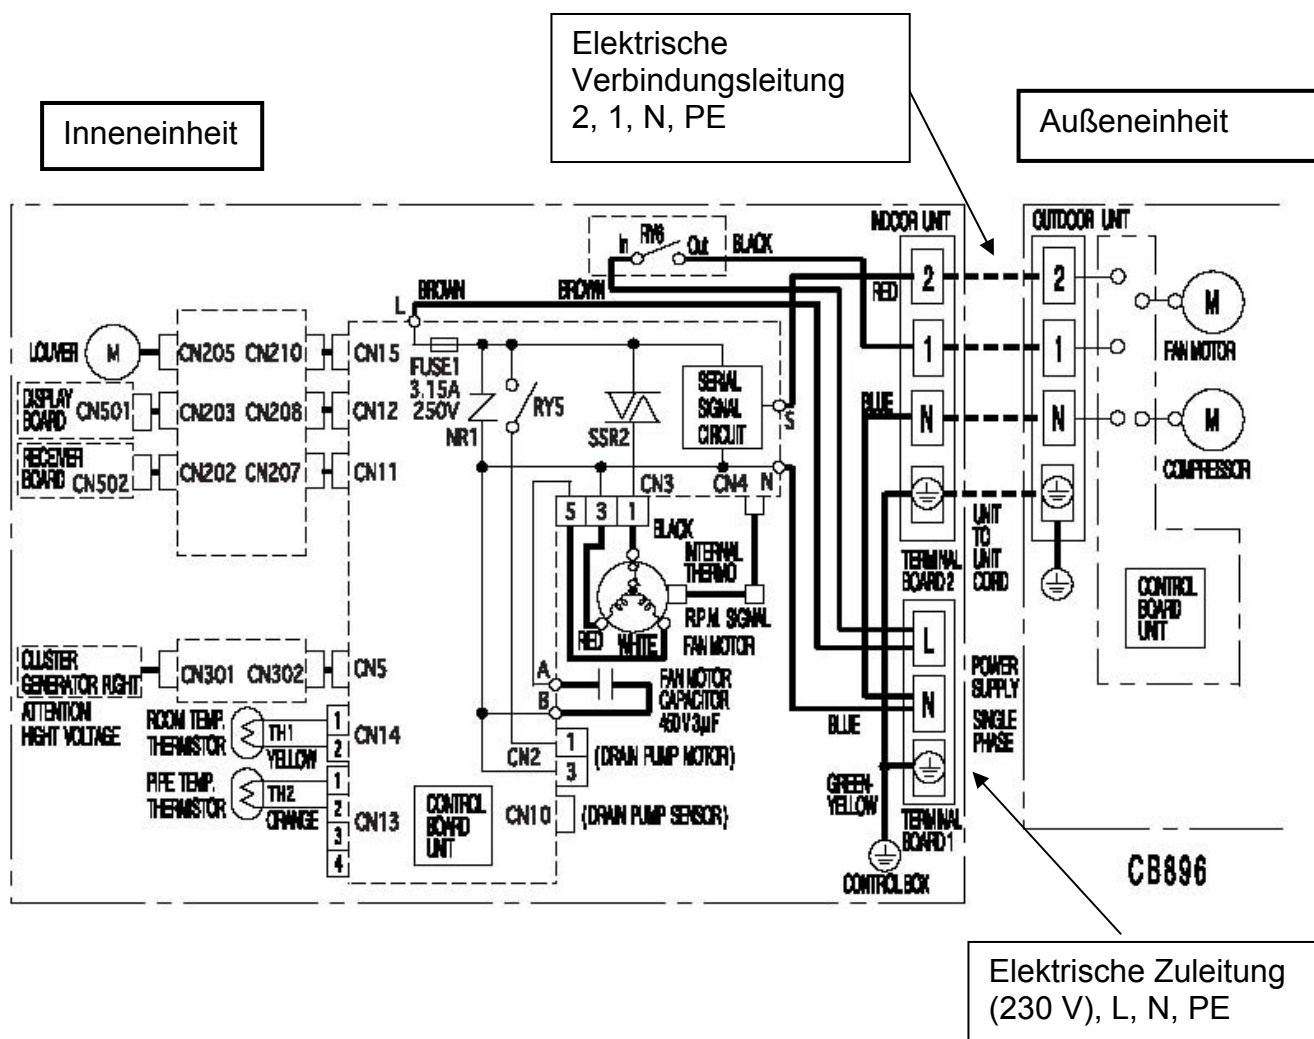 Elektrische
Verbindungsleitung
2, 1, N, PE
Inneneinheit
Außeneinheit
INDOOR UNIT
OUTDOOR UNIT
In RY6 Out BLACK
L BROWN BROWN
RED
2
2
M
FAN MOTOR
LOUVER M
CN205 CN210 CN15
FUSE1
3.15A
250V
NR1
RY5
SSR2
SERIAL
SIGNAL
CIRCUIT
S
1
1
DISPLAY
BOARD CN501
CN203 CN208 CN12
BLUE
N
N
M
COMPRESSOR
RECEIVER
BOARD CN502
CN202 CN207 CN11
CN3 CN4 N
5 3 1
BLACK
INTERNAL
THERMO
UNIT
TO
UNIT
CORD
TERMINAL
BOARD 2
CONTROL
BOARD
UNIT
R.P.M. SIGNAL
RED WHITE FAN MOTOR
L
POWER
SUPPLY
SINGLE
PHASE
CLUSTER
GENERATOR RIGHT
CN301 CN302 CN5
ATTENTION
HIGHT VOLTAGE
A
B
FAN MOTOR
CAPACITOR
450V3μF
N
BLUE
ROOM TEMP.
THERMISTOR
TH1
YELLOW
1
2
CN14
CN2
1
3
(DRAIN PUMP MOTOR)
PIPE TEMP.
THERMISTOR
TH2
ORANGE
1
2
3
4
CN13
CONTROL
BOARD
UNIT
CN10 (DRAIN PUMP SENSOR)
GREEN-
YELLOW
TERMINAL
BOARD 1
CONTROL BOX
CB896
Elektrische Zuleitung
(230 V), L, N, PE